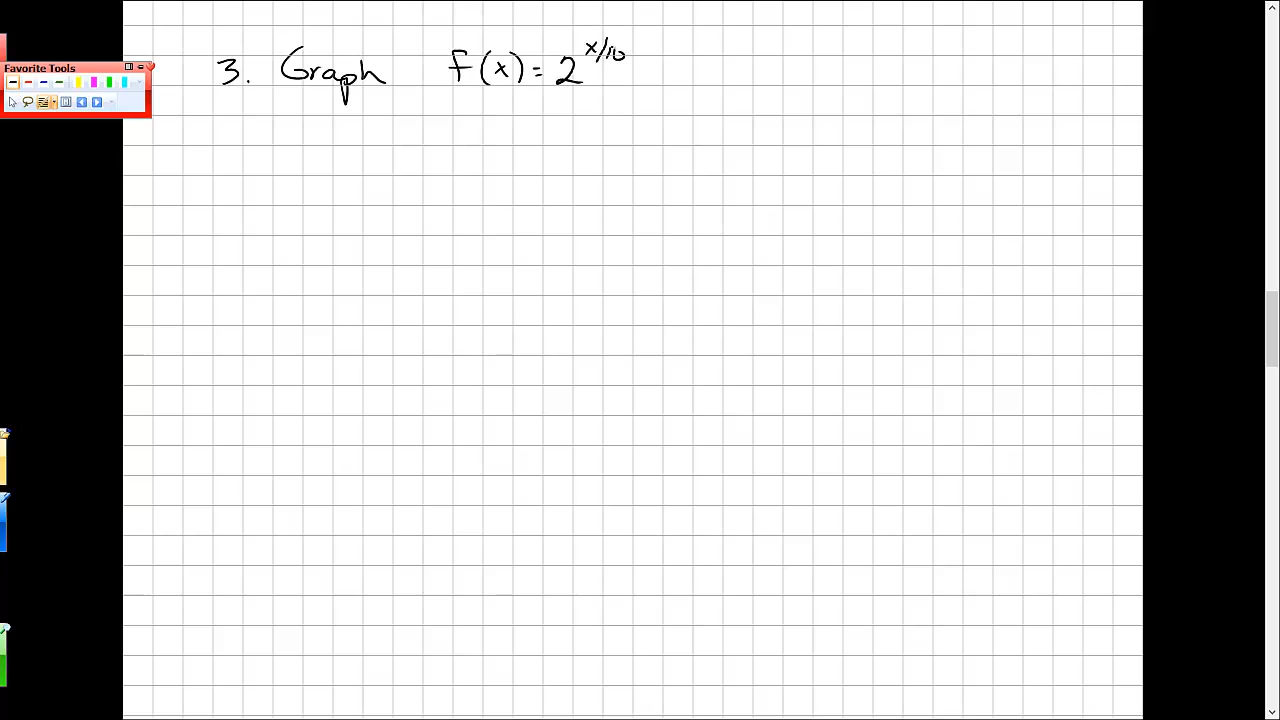 Favorite Tools
3. Graph f(x) = 2^{x/10}